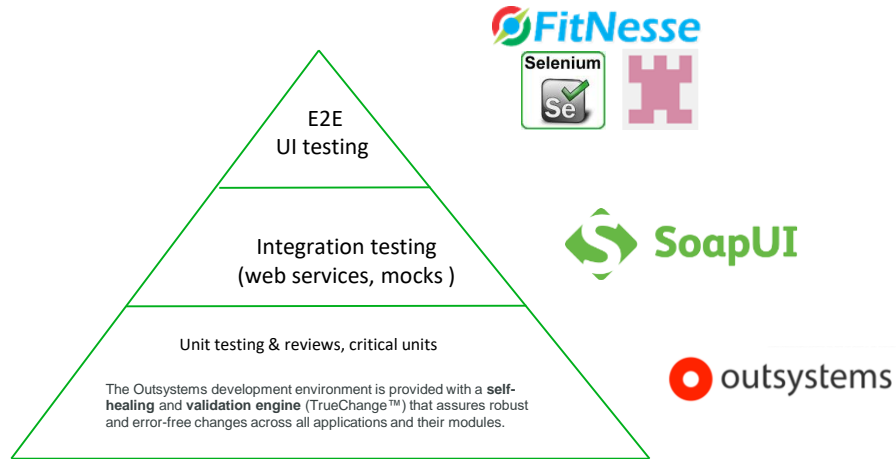 FitNesse
Selenium
Se
E2E
UI testing
Integration testing
(web services, mocks )
SoapUI
Unit testing & reviews, critical units
The Outsystems development environment is provided with a self-
healing and validation engine (TrueChange™) that assures robust
and error-free changes across all applications and their modules.
outsystems